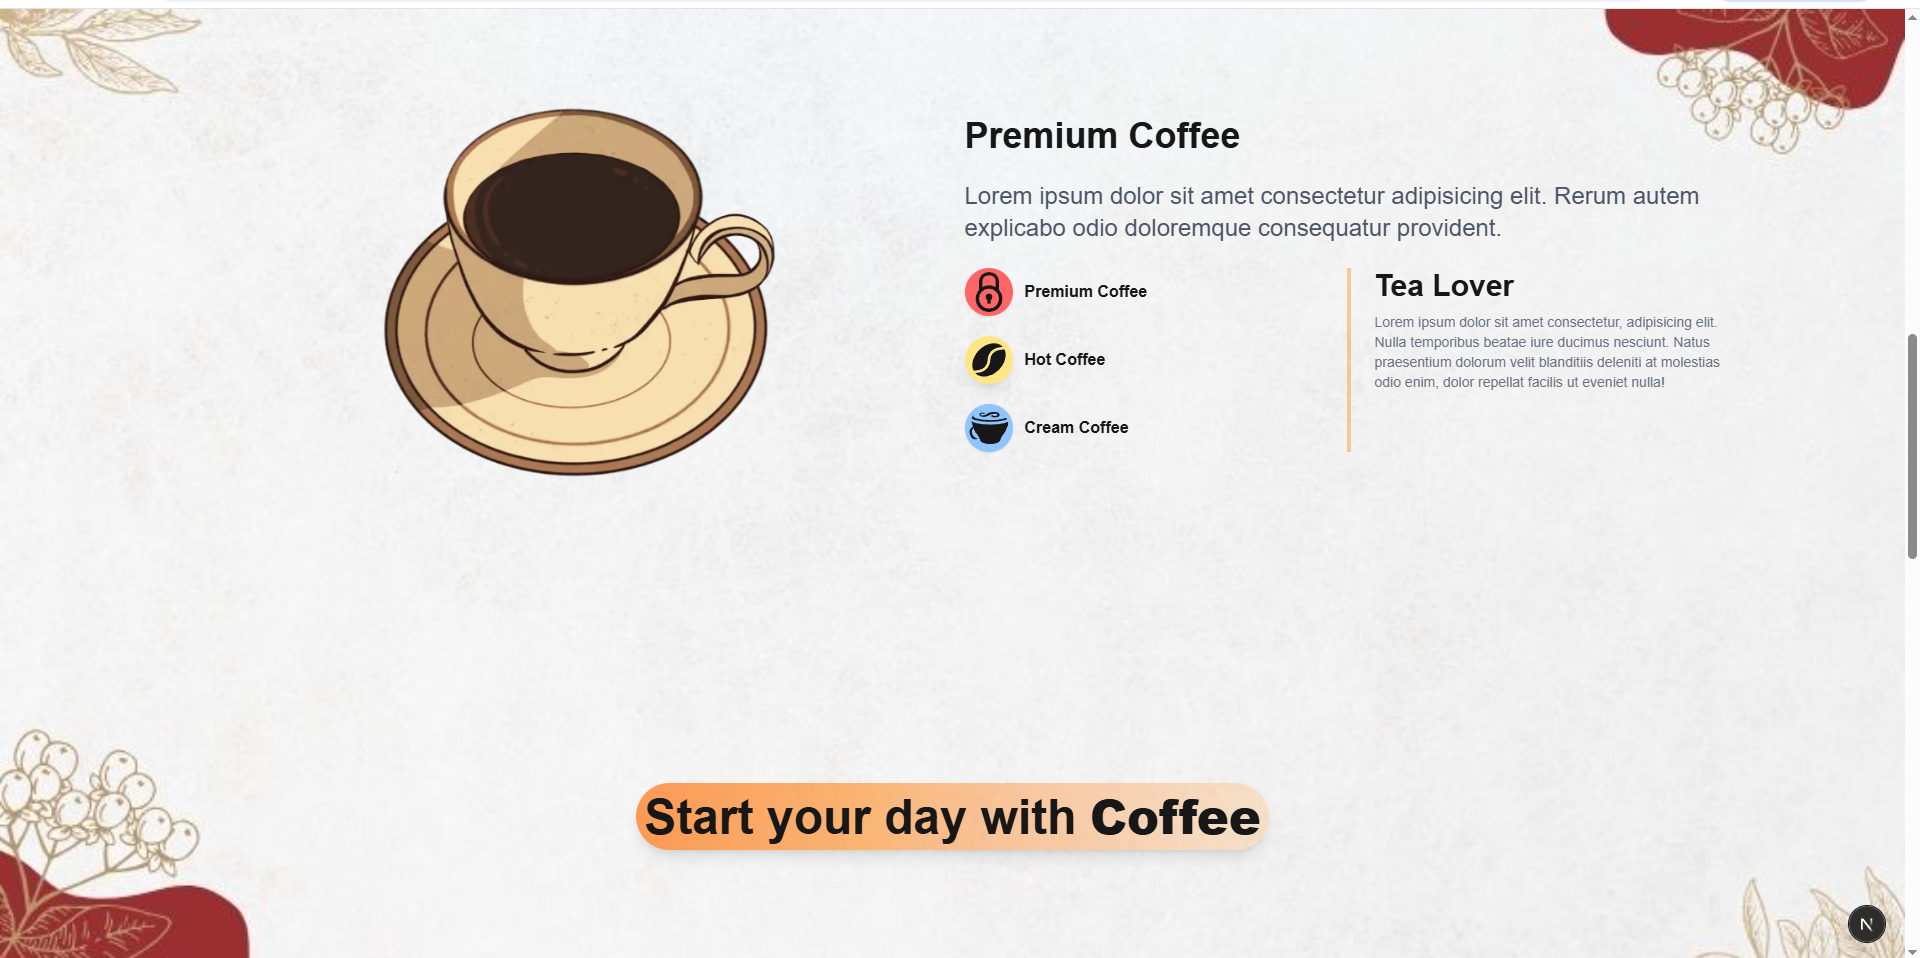 Premium Coffee
Lorem ipsum dolor sit amet consectetur adipisicing elit. Rerum autem
explicabo odio doloremque consequatur provident.
Premium Coffee
Hot Coffee
Cream Coffee
Tea Lover
Lorem ipsum dolor sit amet consectetur, adipisicing elit.
Nulla temporibus beatae iure ducimus nesciunt. Natus
praesentium dolorum velit blanditiis deleniti at molestias
odio enim, dolor repellat facilis ut eveniet nulla!
Start your day with Coffee
N